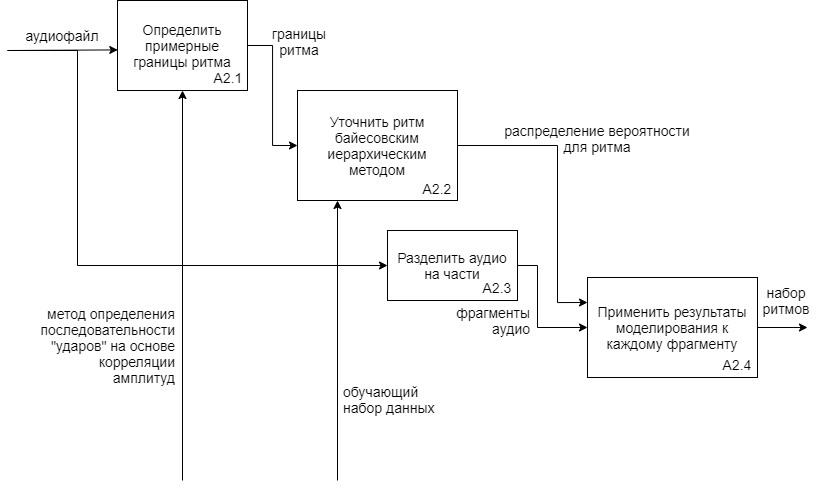 аудиофайл
Определить
примерные
границы ритма
A2.1
границы
ритма
Уточнить ритм
байесовским
иерархическим
методом
A2.2
распределение вероятности
для ритма
Разделить аудио
на части
A2.3
фрагменты
аудио
Применить результаты
моделирования к
каждому фрагменту
A2.4
набор
ритмов
метод определения
последовательности
"ударов" на основе
корреляции
амплитуд
обучающий
набор данных